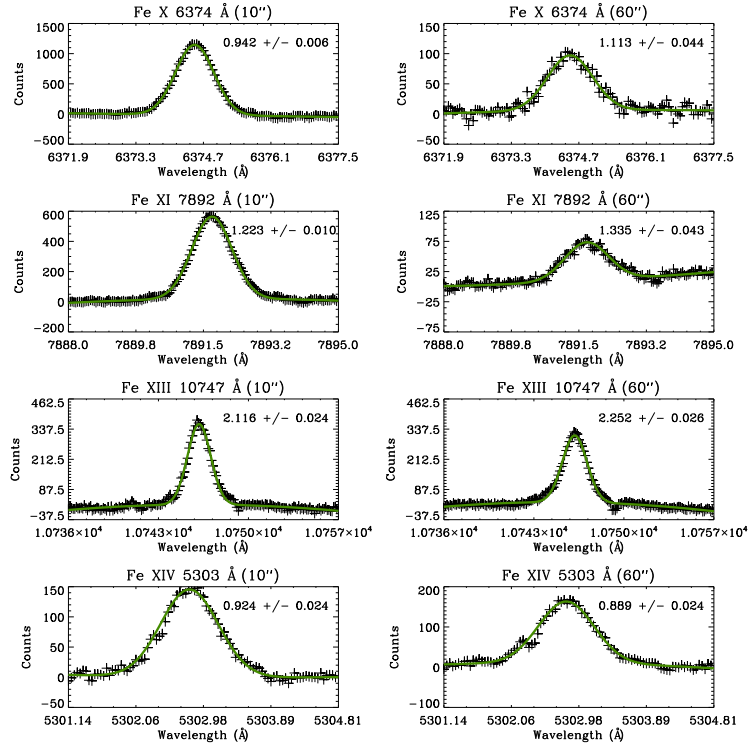 Fe X 6374 Å (10″)
1500
1000
500
0
−500
Counts
0.942 +/− 0.006
6371.9 6373.3 6374.7 6376.1 6377.5
Wavelength (Å)
Fe X 6374 Å (60″)
150
100
50
0
−50
Counts
1.113 +/− 0.044
6371.9 6373.3 6374.7 6376.1 6377.5
Wavelength (Å)
Fe XI 7892 Å (10″)
600
400
200
0
−200
Counts
1.223 +/− 0.010
7888.0 7889.8 7891.5 7893.2 7895.0
Wavelength (Å)
Fe XI 7892 Å (60″)
125
75
25
−25
−75
Counts
1.335 +/− 0.043
7888.0 7889.8 7891.5 7893.2 7895.0
Wavelength (Å)
Fe XIII 10747 Å (10″)
462.5
337.5
212.5
87.5
−37.5
Counts
2.116 +/− 0.024
1.0736×10⁴ 1.0743×10⁴ 1.0750×10⁴ 1.0757×10⁴
Wavelength (Å)
Fe XIII 10747 Å (60″)
462.5
337.5
212.5
87.5
−37.5
Counts
2.252 +/− 0.026
1.0736×10⁴ 1.0743×10⁴ 1.0750×10⁴ 1.0757×10⁴
Wavelength (Å)
Fe XIV 5303 Å (10″)
150
100
50
0
−50
Counts
0.924 +/− 0.024
5301.14 5302.06 5302.98 5303.89 5304.81
Wavelength (Å)
Fe XIV 5303 Å (60″)
200
100
0
−100
Counts
0.889 +/− 0.024
5301.14 5302.06 5302.98 5303.89 5304.81
Wavelength (Å)